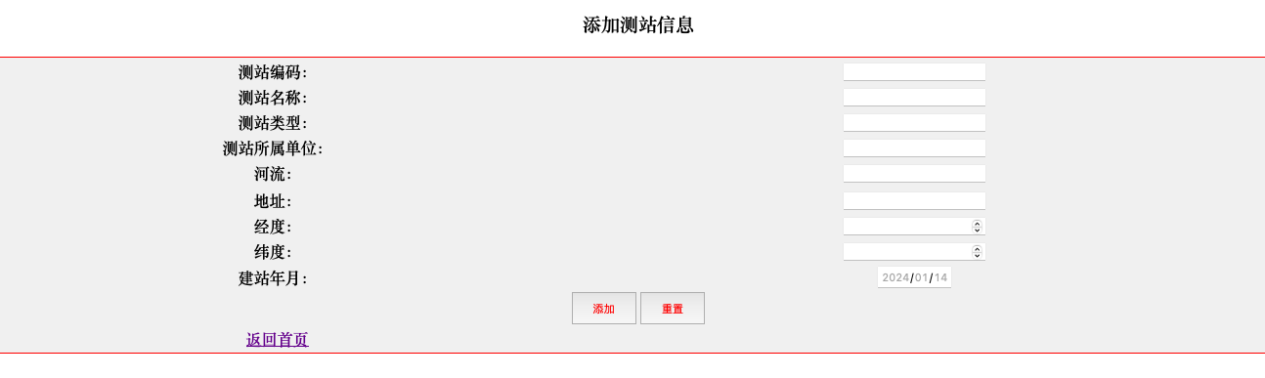 添加测站信息
测站编码：
测站名称：
测站类型：
测站所属单位：
河流：
地址：
经度：
纬度：
建站年月： 2024/01/14
添加 重置
返回首页